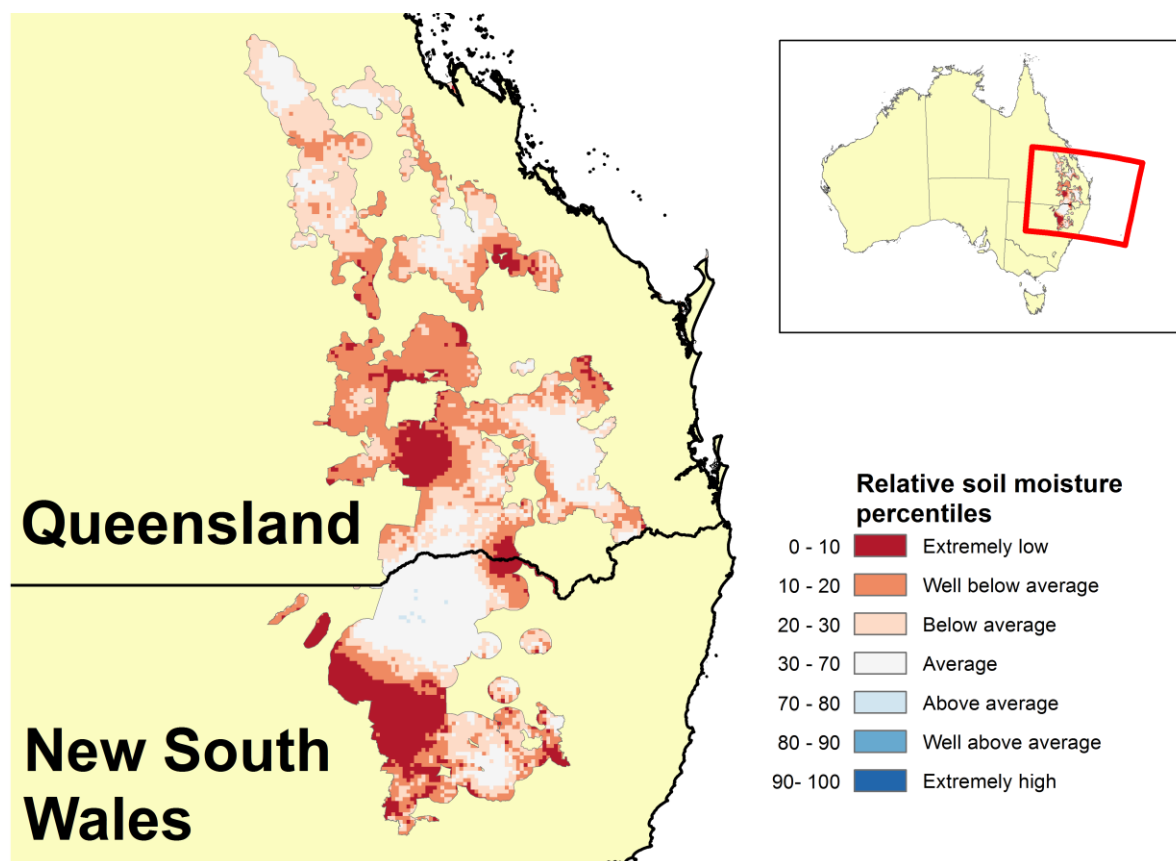 Queensland
New South
Wales
Relative soil moisture
percentiles
0 - 10 Extremely low
10 - 20 Well below average
20 - 30 Below average
30 - 70 Average
70 - 80 Above average
80 - 90 Well above average
90- 100 Extremely high